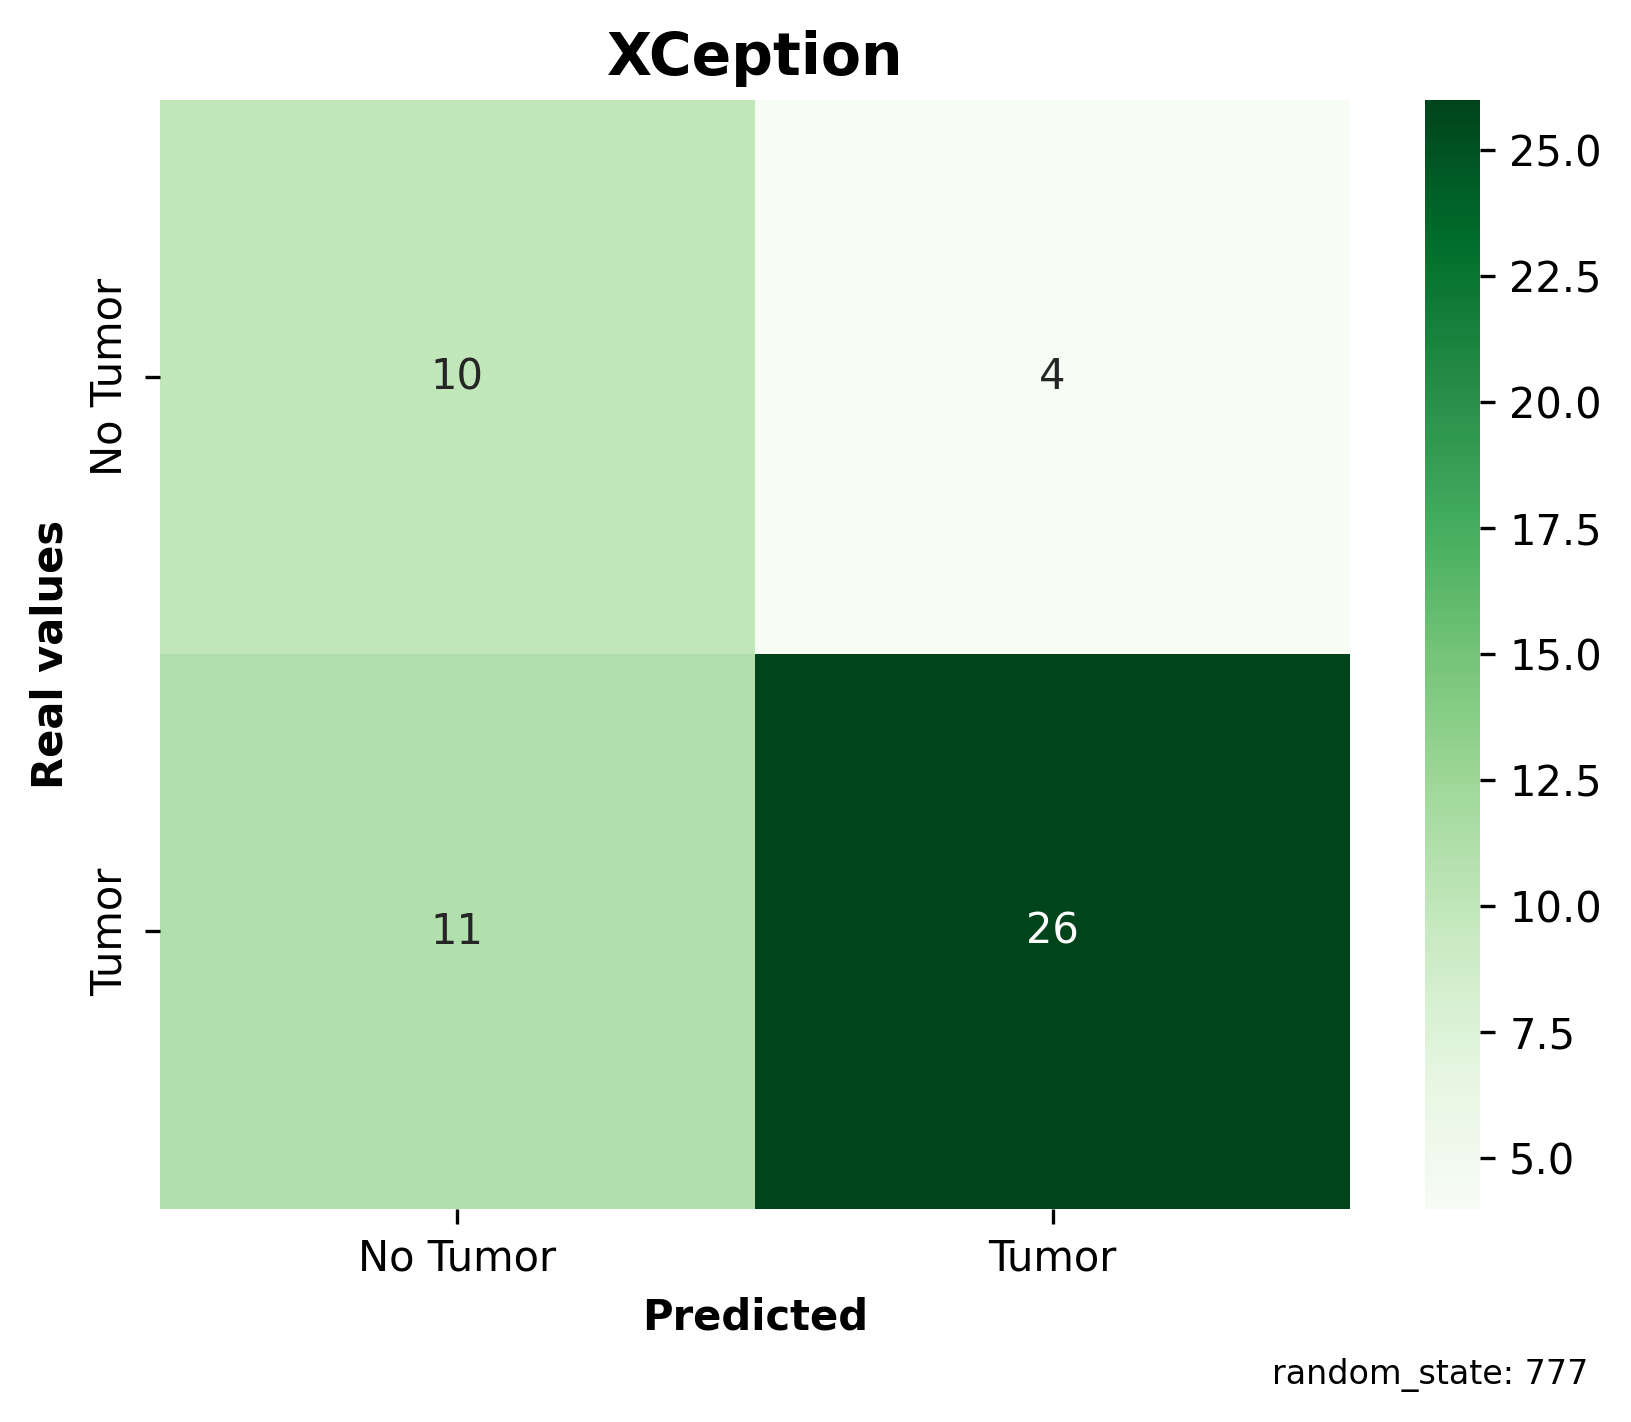 XCeption
Real values
No Tumor
10
4
Tumor
11
26
No Tumor
Tumor
Predicted
25.0
22.5
20.0
17.5
15.0
12.5
10.0
7.5
5.0
random_state: 777